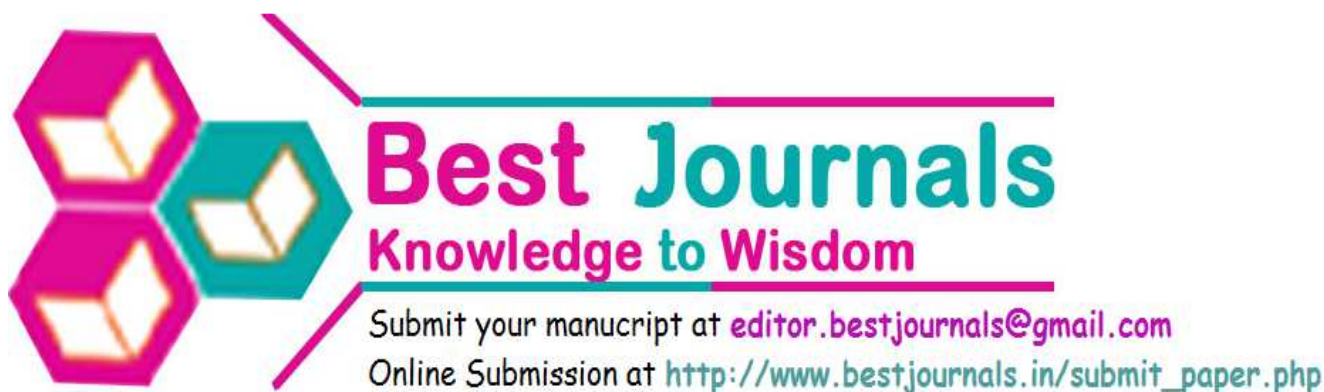 Best Journals
Knowledge to Wisdom
Submit your manucript at editor.bestjournals@gmail.com
Online Submission at http://www.bestjournals.in/submit_paper.php